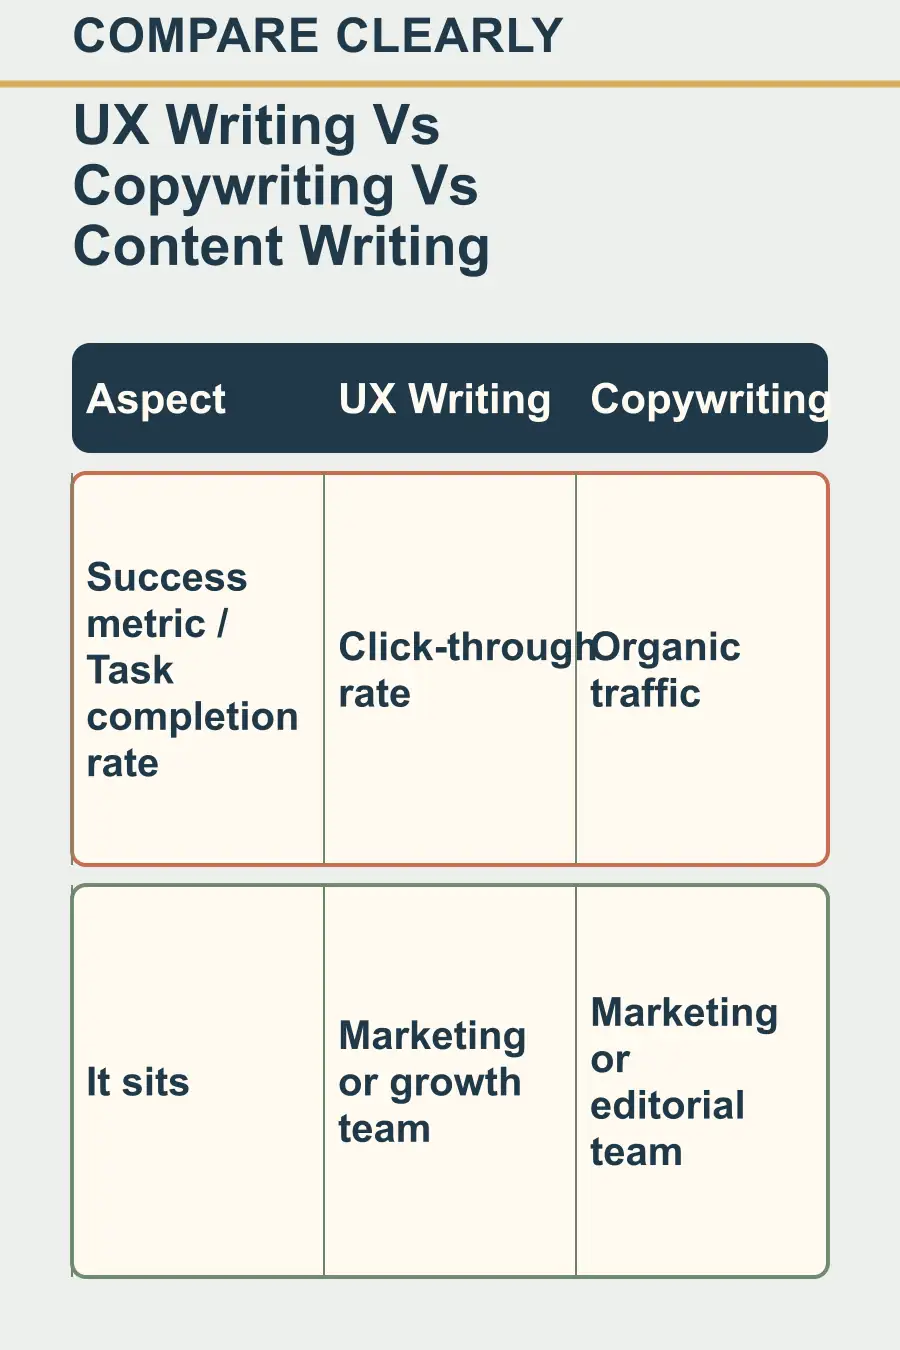 COMPARE CLEARLY
UX Writing Vs
Copywriting Vs
Content Writing
Aspect
UX Writing
Copywriting
Success
metric /
Task
completion
rate
Click-through
rate
Organic
traffic
It sits
Marketing
or growth
team
Marketing
or
editorial
team